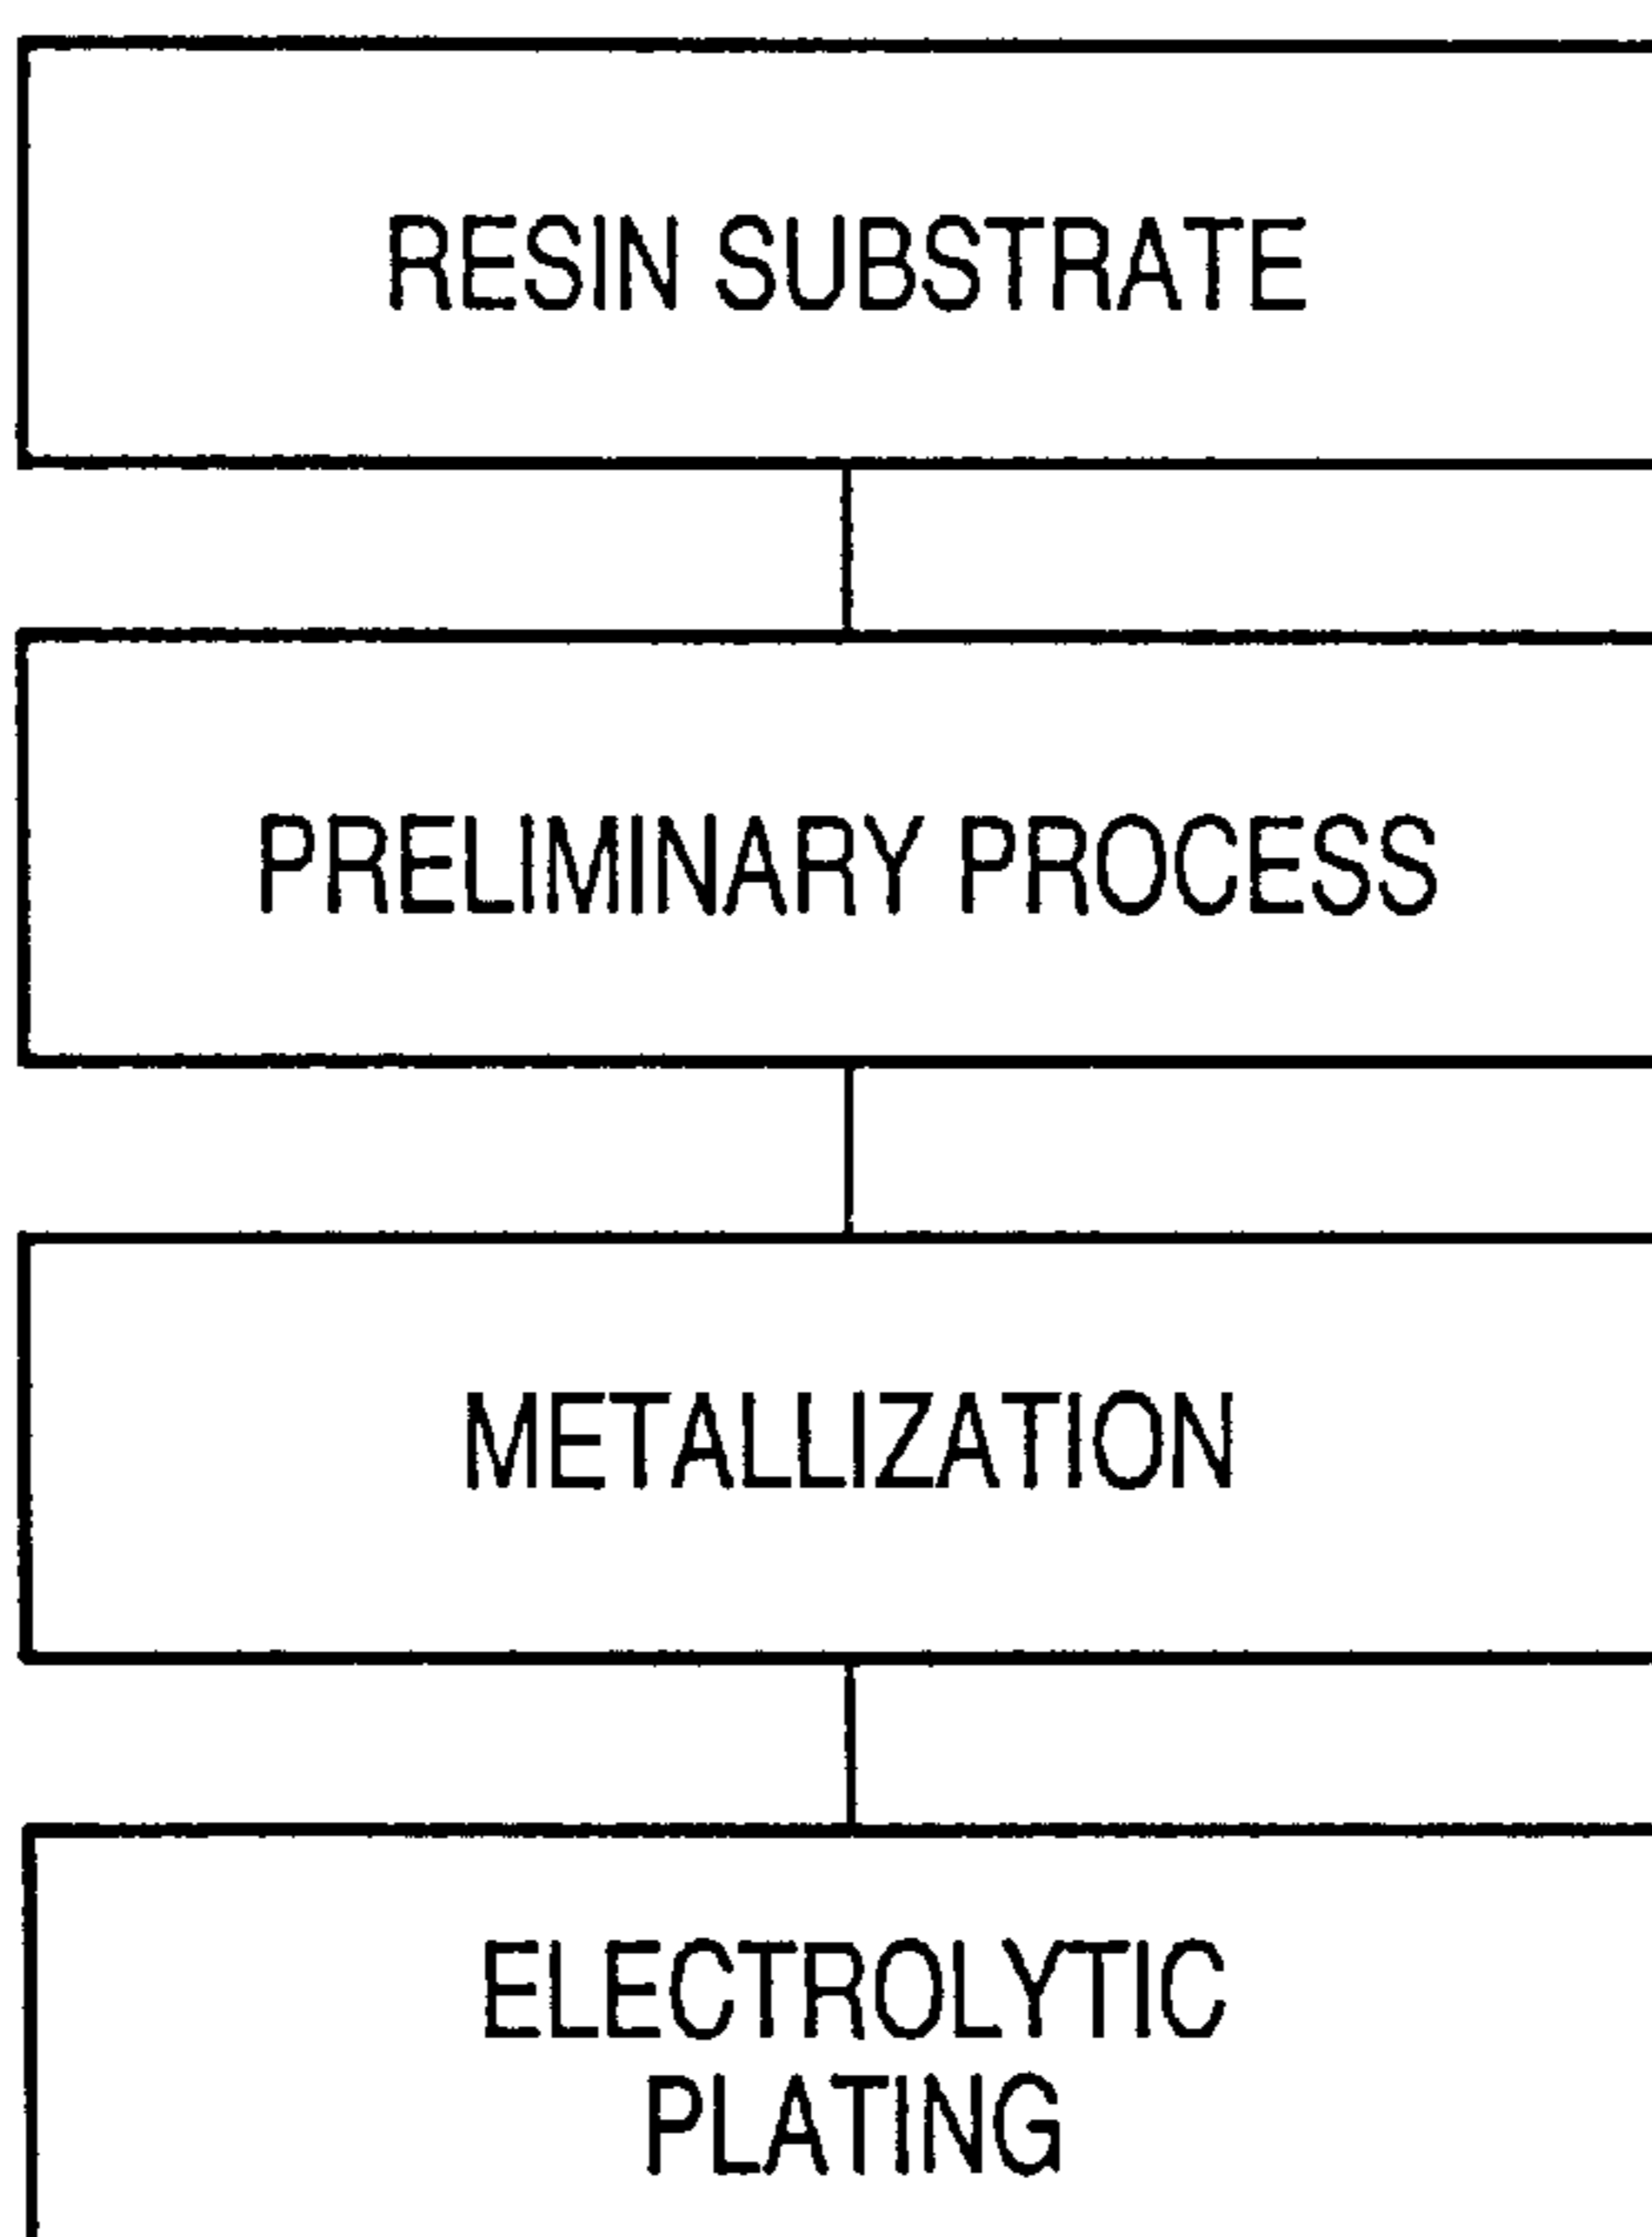 RESIN SUBSTRATE
PRELIMINARY PROCESS
METALLIZATION
ELECTROLYTIC
PLATING